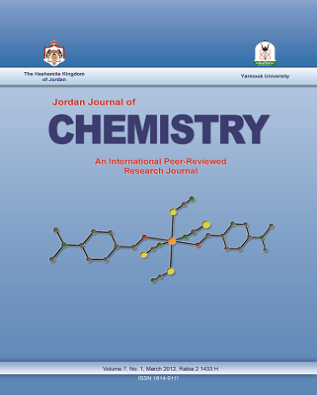 The Hashemite Kingdom
of Jordan
Yarmouk University
Jordan Journal of
CHEMISTRY
An International Peer-Reviewed
Research Journal
Volume 7, No. 1, March 2012, Rabia 2 1433 H
ISSN 1814-9111